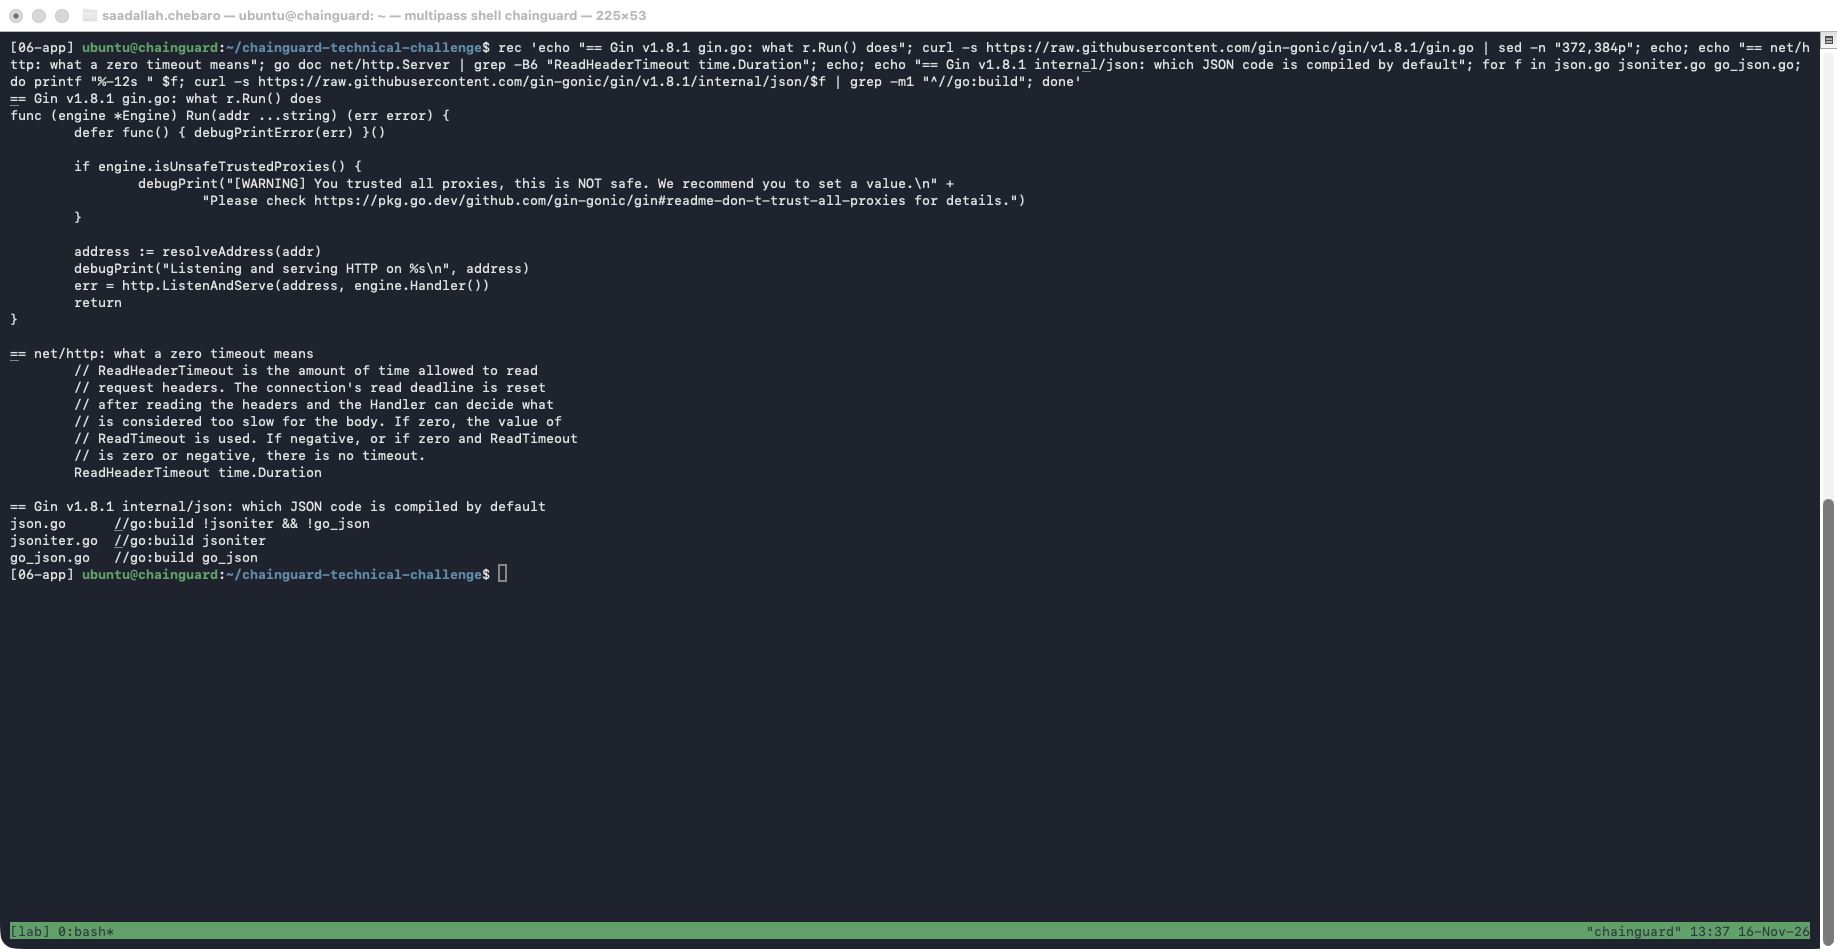 saadallah.chebaro — ubuntu@chainguard: ~ — multipass shell chainguard — 225×53
[06-app] ubuntu@chainguard:~/chainguard-technical-challenge$ rec 'echo "== Gin v1.8.1 gin.go: what r.Run() does"; curl -s https://raw.githubusercontent.com/gin-gonic/gin/v1.8.1/gin.go | sed -n "372,384p"; echo; echo "== net/h
ttp: what a zero timeout means"; go doc net/http.Server | grep -B6 "ReadHeaderTimeout time.Duration"; echo; echo "== Gin v1.8.1 internal/json: which JSON code is compiled by default"; for f in json.go jsoniter.go go_json.go;
do printf "%-12s " $f; curl -s https://raw.githubusercontent.com/gin-gonic/gin/v1.8.1/internal/json/$f | grep -m1 "^//go:build"; done'
== Gin v1.8.1 gin.go: what r.Run() does
func (engine *Engine) Run(addr ...string) (err error) {
        defer func() { debugPrintError(err) }()

        if engine.isUnsafeTrustedProxies() {
                debugPrint("[WARNING] You trusted all proxies, this is NOT safe. We recommend you to set a value.\n" +
                        "Please check https://pkg.go.dev/github.com/gin-gonic/gin#readme-don-t-trust-all-proxies for details.")
        }

        address := resolveAddress(addr)
        debugPrint("Listening and serving HTTP on %s\n", address)
        err = http.ListenAndServe(address, engine.Handler())
        return
}

== net/http: what a zero timeout means
        // ReadHeaderTimeout is the amount of time allowed to read
        // request headers. The connection's read deadline is reset
        // after reading the headers and the Handler can decide what
        // is considered too slow for the body. If zero, the value of
        // ReadTimeout is used. If negative, or if zero and ReadTimeout
        // is zero or negative, there is no timeout.
        ReadHeaderTimeout time.Duration

== Gin v1.8.1 internal/json: which JSON code is compiled by default
json.go      //go:build !jsoniter && !go_json
jsoniter.go  //go:build jsoniter
go_json.go   //go:build go_json
[06-app] ubuntu@chainguard:~/chainguard-technical-challenge$
[lab] 0:bash* "chainguard" 13:37 16-Nov-26